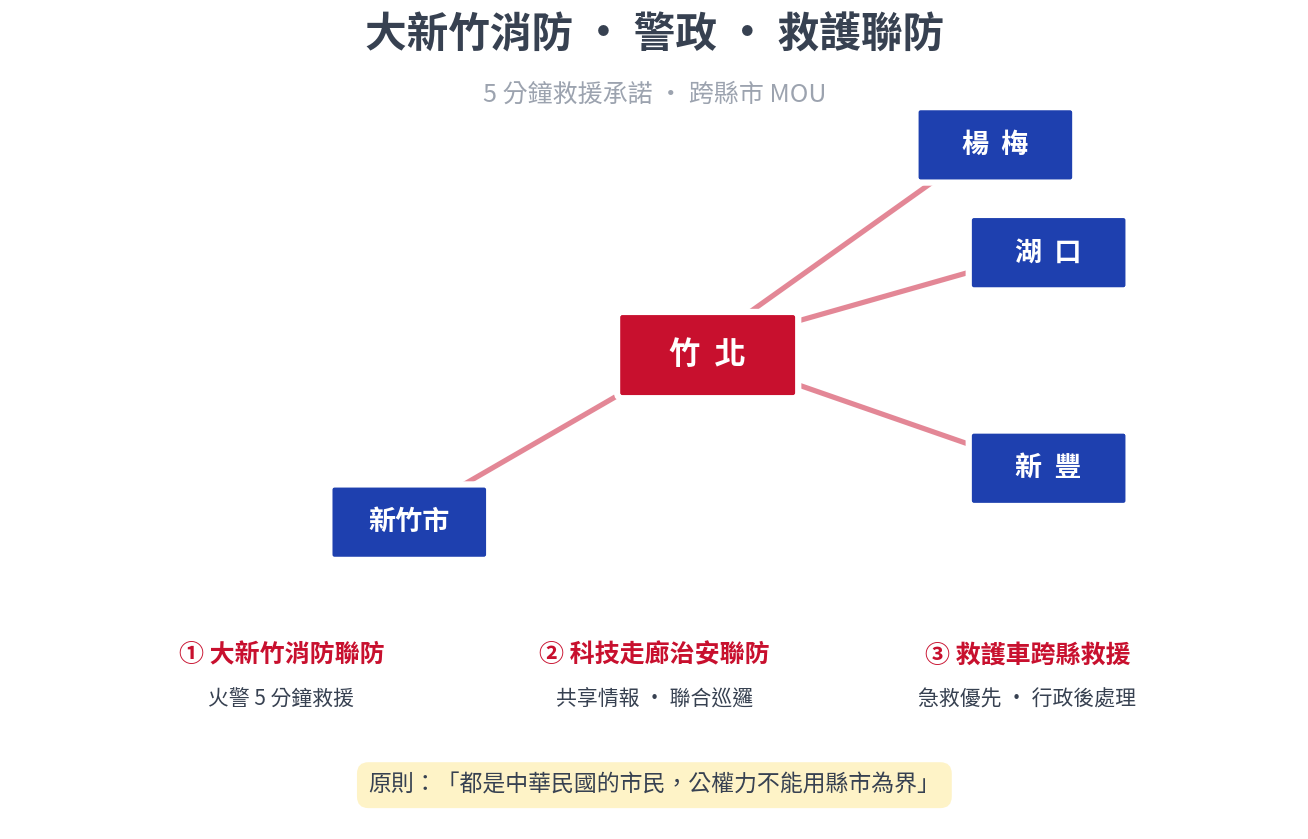 大新竹消防 • 警政 • 救護聯防
5 分鐘救援承諾 • 跨縣市 MOU
楊 梅
湖 口
竹 北
新 豐
新竹市
① 大新竹消防聯防
火警 5 分鐘救援
② 科技走廊治安聯防
共享情報 • 聯合巡邏
③ 救護車跨縣救援
急救優先 • 行政後處理
原則：「都是中華民國的市民，公權力不能用縣市為界」